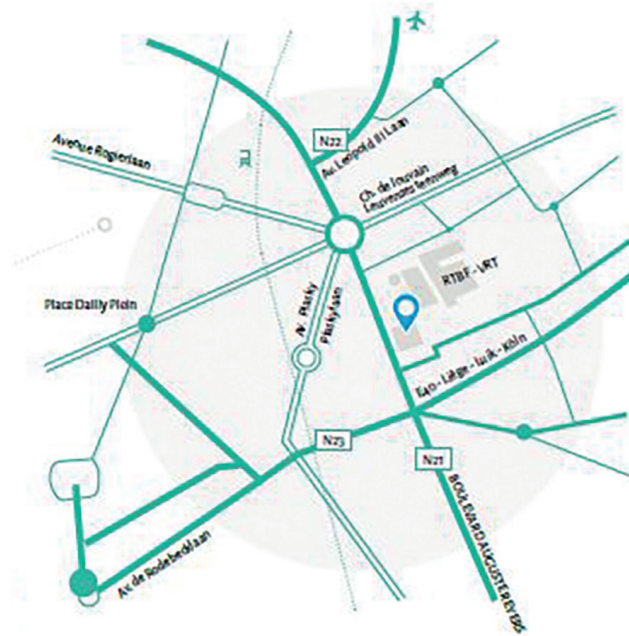 N22
Av. Leopold III Laan
Avenue Rogierlaan
Ch. de louvain
Leuvensesteenweg
RTBF - VRT
Place Dailly Plein
Av. Plasky
Plaskylaan
E40 - Liège - Luik - Köln
N23
N21
BOULEVARD AUGUSTE REYERS
Av. de Rodebecklaan